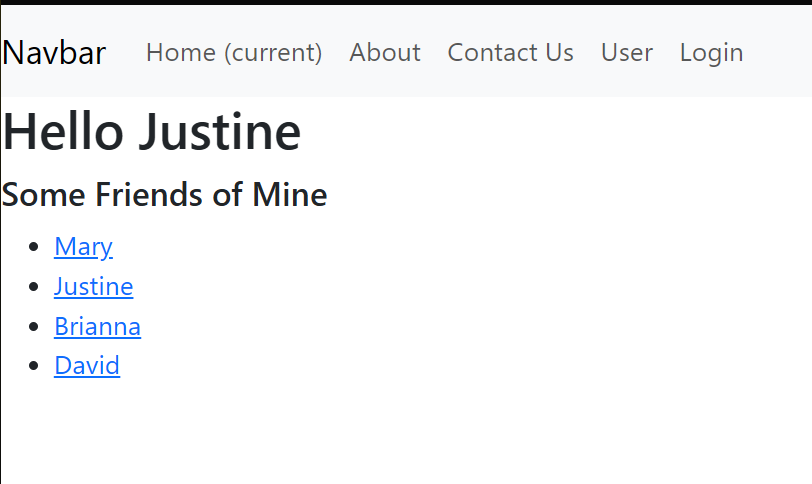 Navbar Home (current) About Contact Us User Login
Hello Justine
Some Friends of Mine
Mary
Justine
Brianna
David